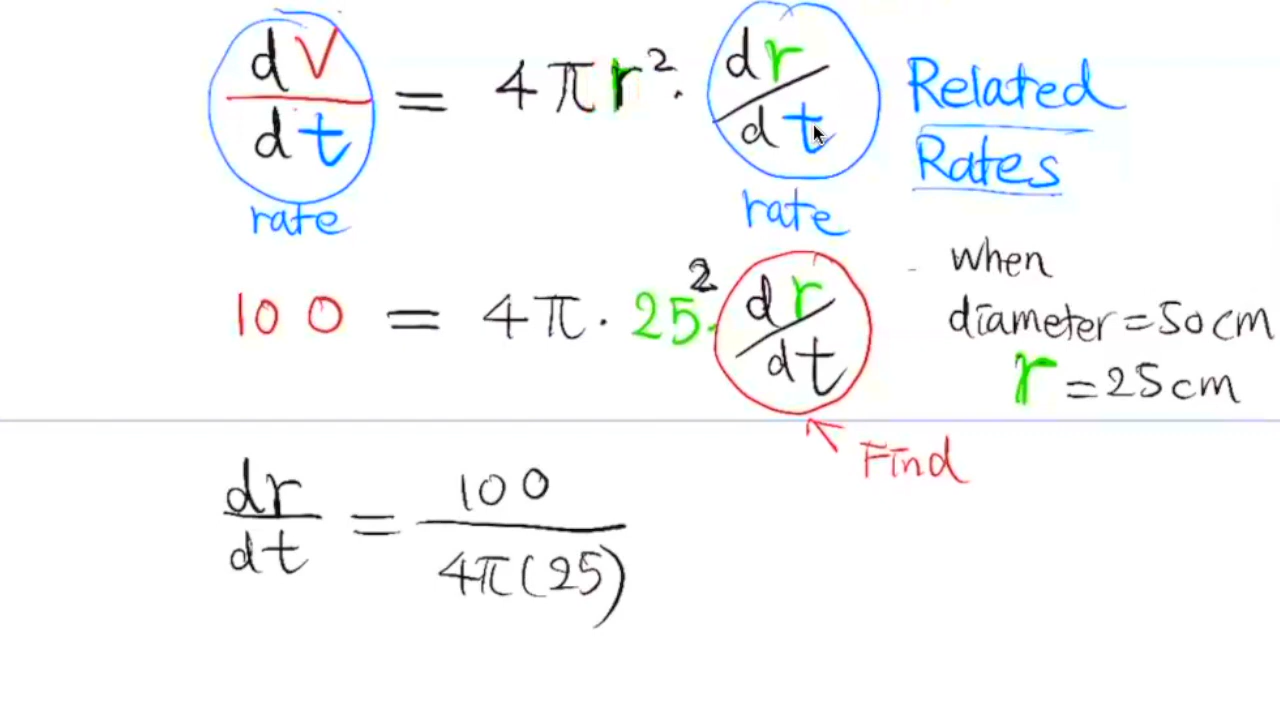 dV/dt = 4πr² · dr/dt
Related
Rates
rate
rate
when
100 = 4π · 25² · dr/dt
diameter = 50 cm
r = 25 cm
Find
dr/dt = 100/4π(25)